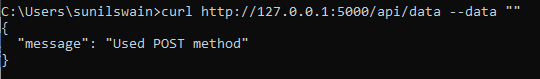 C:\Users\sunilswain>curl http://127.0.0.1:5000/api/data --data ""
{
  "message": "Used POST method"
}